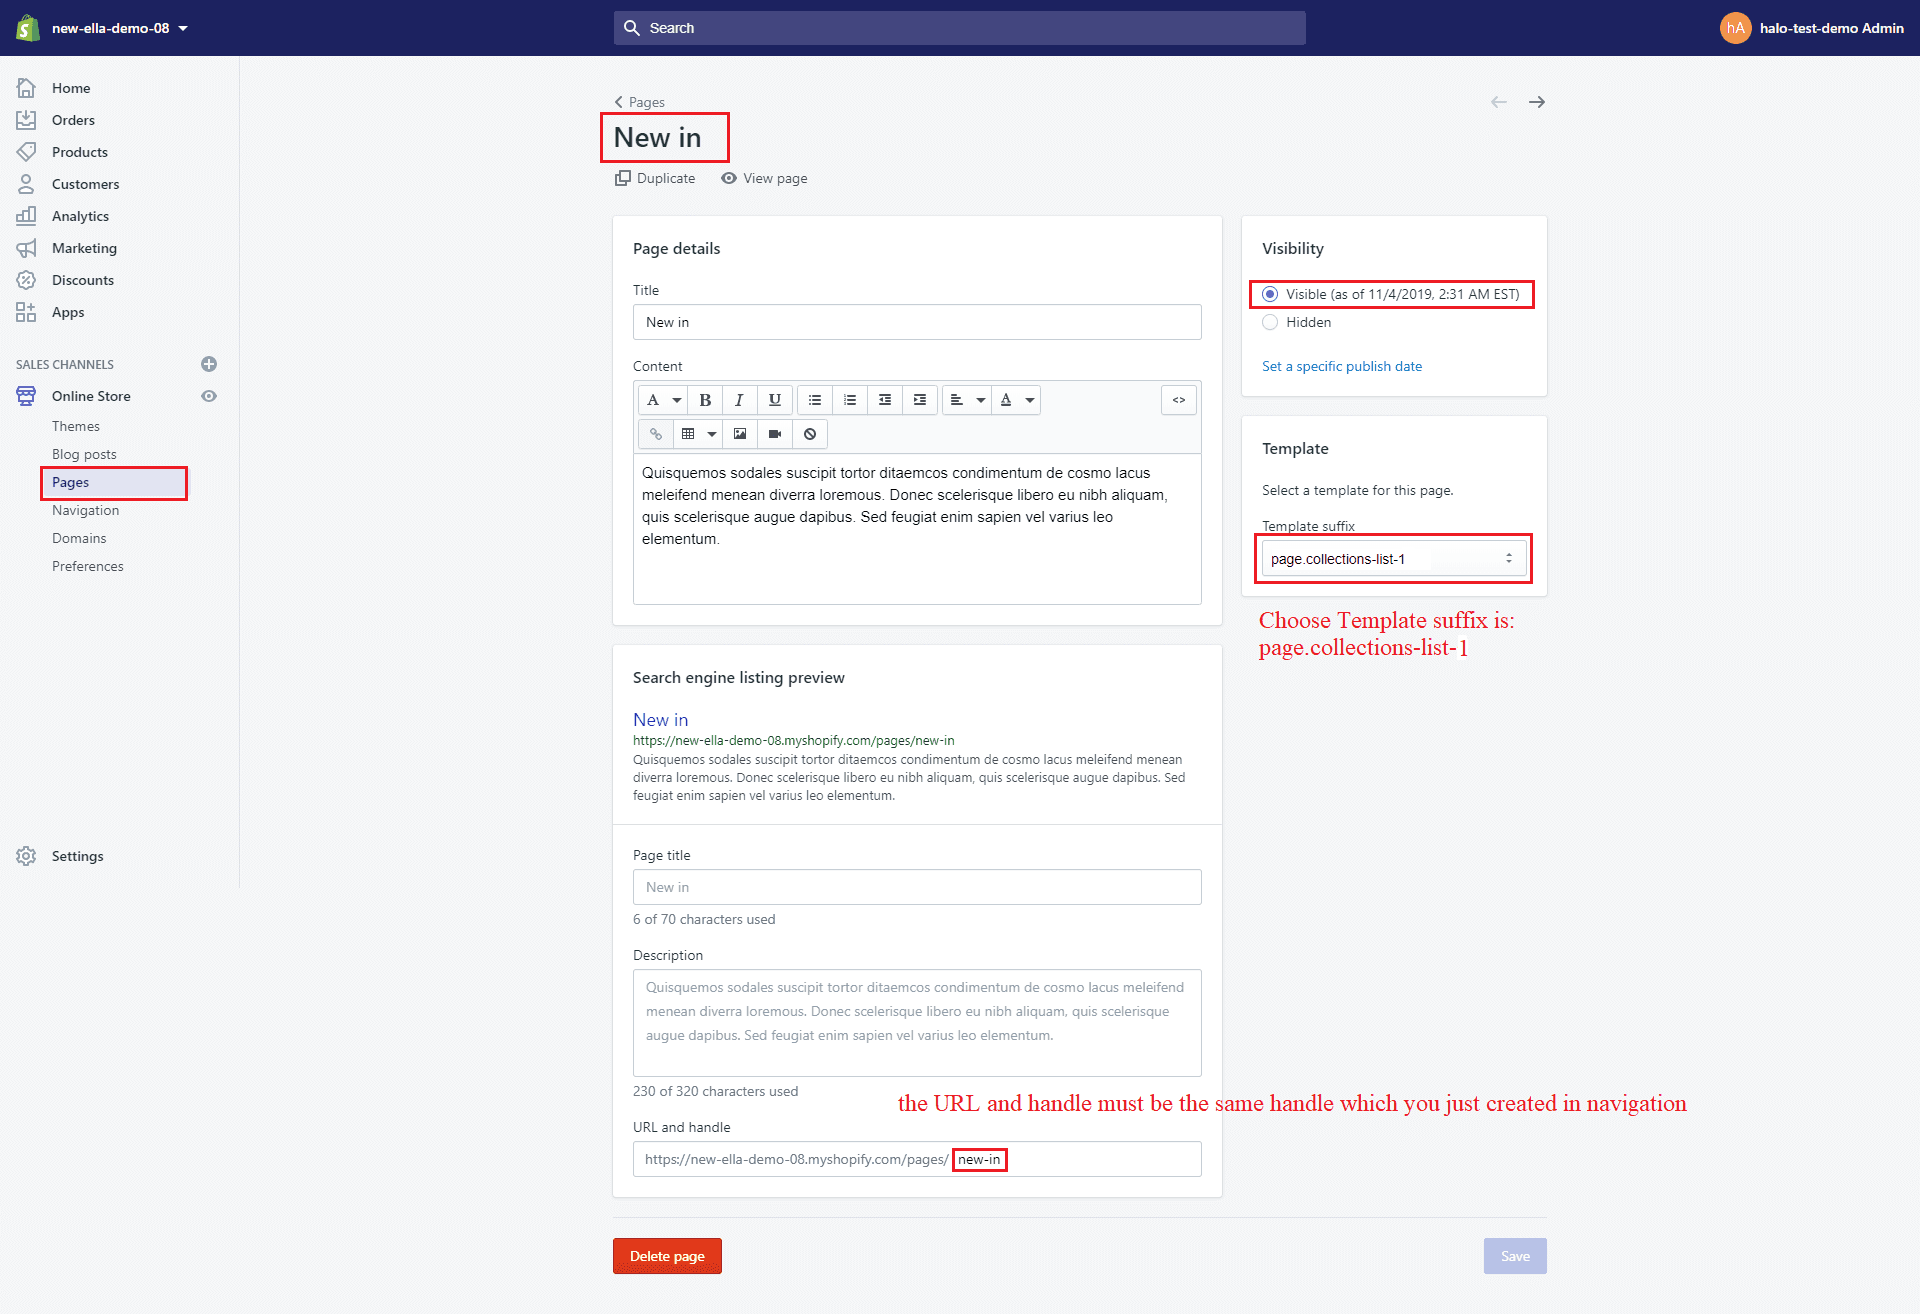 new-ella-demo-08
Search
hA
halo-test-demo Admin
Home
Orders
Products
Customers
Analytics
Marketing
Discounts
Apps
SALES CHANNELS
Online Store
Themes
Blog posts
Pages
Navigation
Domains
Preferences
Settings
Pages
New in
Duplicate
View page
Page details
Title
New in
Content
A
B
I
U
A
<>
Quisquemos sodales suscipit tortor ditaemcos condimentum de cosmo lacus
meleifend menean diverra loremous. Donec scelerisque libero eu nibh aliquam,
quis scelerisque augue dapibus. Sed feugiat enim sapien vel varius leo
elementum.
Visibility
Visible (as of 11/4/2019, 2:31 AM EST)
Hidden
Set a specific publish date
Template
Select a template for this page.
Template suffix
page.collections-list-1
Choose Template suffix is:
page.collections-list-1
Search engine listing preview
New in
https://new-ella-demo-08.myshopify.com/pages/new-in
Quisquemos sodales suscipit tortor ditaemcos condimentum de cosmo lacus meleifend menean
diverra loremous. Donec scelerisque libero eu nibh aliquam, quis scelerisque augue dapibus. Sed
feugiat enim sapien vel varius leo elementum.
Page title
New in
6 of 70 characters used
Description
Quisquemos sodales suscipit tortor ditaemcos condimentum de cosmo lacus meleifend
menean diverra loremous. Donec scelerisque libero eu nibh aliquam, quis scelerisque
augue dapibus. Sed feugiat enim sapien vel varius leo elementum.
230 of 320 characters used
the URL and handle must be the same handle which you just created in navigation
URL and handle
https://new-ella-demo-08.myshopify.com/pages/ new-in
Delete page
Save